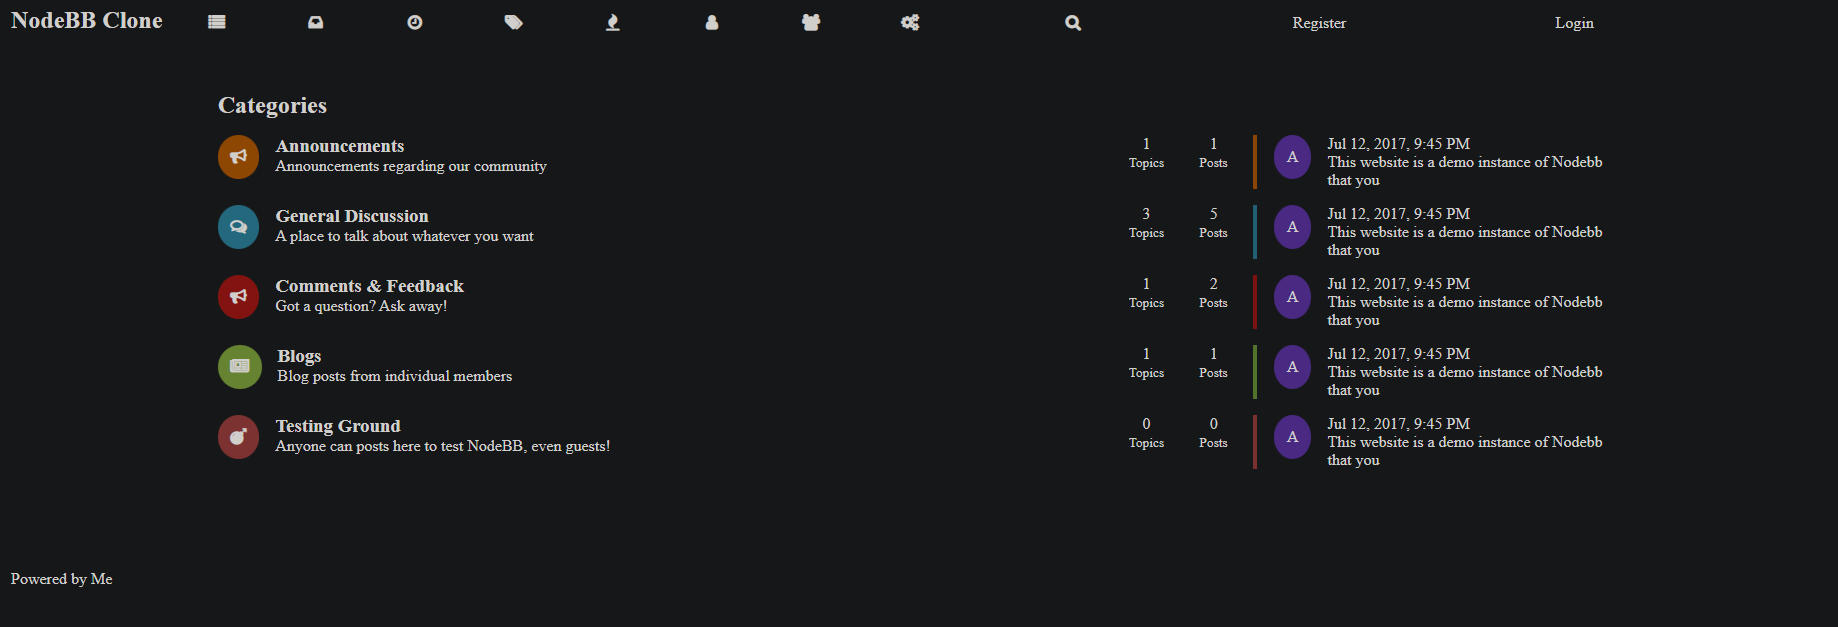 NodeBB Clone Register Login
Categories
Announcements
Announcements regarding our community
1 Topics
1 Posts
A
Jul 12, 2017, 9:45 PM
This website is a demo instance of Nodebb
that you
General Discussion
A place to talk about whatever you want
3 Topics
5 Posts
A
Jul 12, 2017, 9:45 PM
This website is a demo instance of Nodebb
that you
Comments & Feedback
Got a question? Ask away!
1 Topics
2 Posts
A
Jul 12, 2017, 9:45 PM
This website is a demo instance of Nodebb
that you
Blogs
Blog posts from individual members
1 Topics
1 Posts
A
Jul 12, 2017, 9:45 PM
This website is a demo instance of Nodebb
that you
Testing Ground
Anyone can posts here to test NodeBB, even guests!
0 Topics
0 Posts
A
Jul 12, 2017, 9:45 PM
This website is a demo instance of Nodebb
that you
Powered by Me